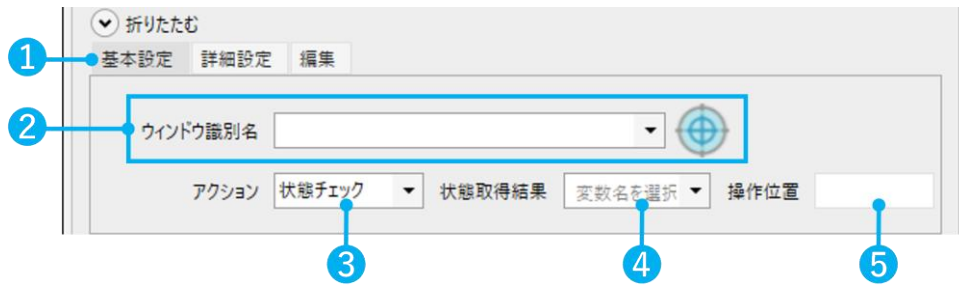 折りたたむ
1 基本設定 詳細設定 編集
2 ウィンドウ識別名
アクション 状態チェック 状態取得結果 変数名を選択 操作位置
3 4 5